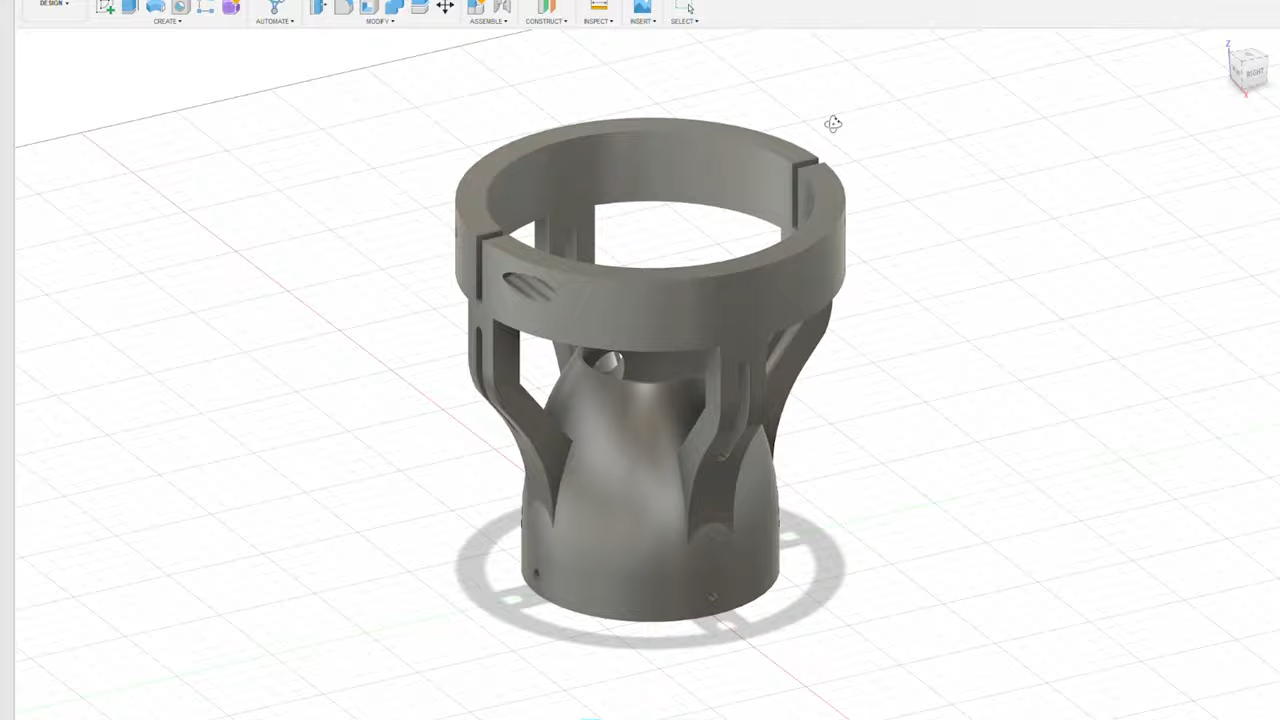 DESIGN
CREATE
AUTOMATE
MODIFY
ASSEMBLE
CONSTRUCT
INSPECT
INSERT
SELECT
Z
RIGHT
X